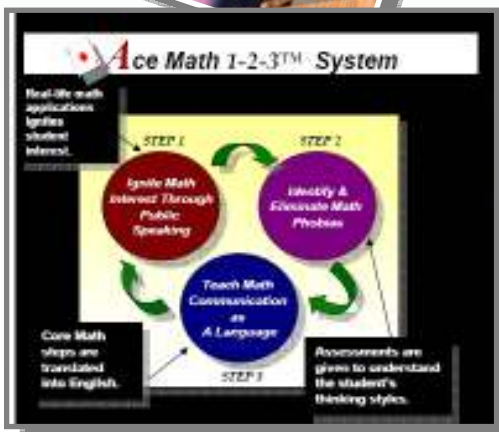 Ace Math 1-2-3™ System
Real-life math
applications
ignites
student
interest.
STEP 1
STEP 2
Ignite Math
Interest Through
Public
Speaking
Identify &
Eliminate Math
Phobias
Teach Math
Communication
as
A Language
Core Math
steps are
translated
into English.
STEP 3
Assessments are
given to understand
the student's
thinking styles.